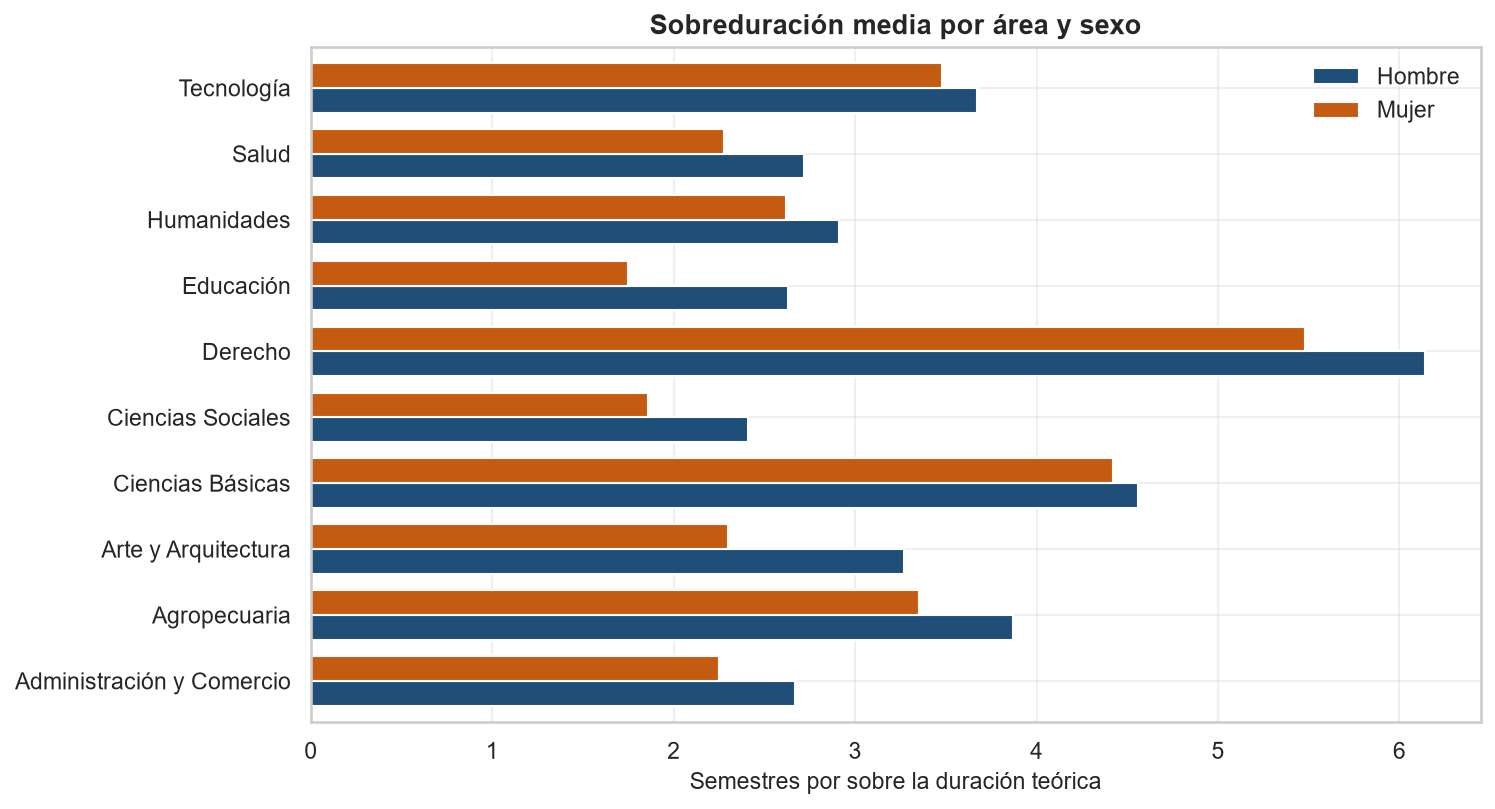 Sobreduración media por área y sexo
Hombre
Mujer
Tecnología
Salud
Humanidades
Educación
Derecho
Ciencias Sociales
Ciencias Básicas
Arte y Arquitectura
Agropecuaria
Administración y Comercio
0 1 2 3 4 5 6
Semestres por sobre la duración teórica